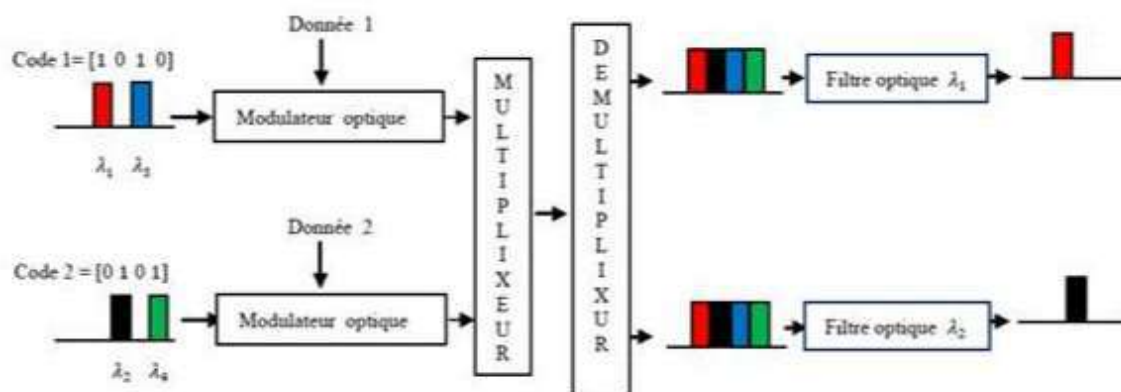 Donnée 1
Code 1= [1 0 1 0]
Modulateur optique
λ₁ λ₃
Donnée 2
Code 2 = [0 1 0 1]
Modulateur optique
λ₂ λ₄
MULTIPLIXEUR
DEMULTIPLIXUR
Filtre optique λ₁
Filtre optique λ₂